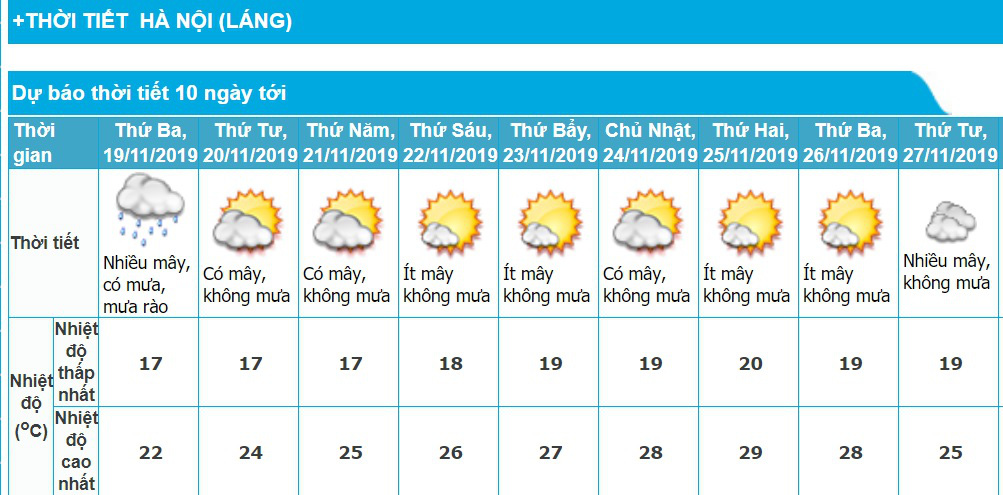 +THỜI TIẾT HÀ NỘI (LÁNG)
Dự báo thời tiết 10 ngày tới
Thời gian Thứ Ba, 19/11/2019 Thứ Tư, 20/11/2019 Thứ Năm, 21/11/2019 Thứ Sáu, 22/11/2019 Thứ Bẩy, 23/11/2019 Chủ Nhật, 24/11/2019 Thứ Hai, 25/11/2019 Thứ Ba, 26/11/2019 Thứ Tư, 27/11/2019
Thời tiết Nhiều mây, có mưa, mưa rào Có mây, không mưa Có mây, không mưa Ít mây không mưa Ít mây không mưa Có mây, không mưa Ít mây không mưa Ít mây không mưa Nhiều mây, không mưa
Nhiệt độ (°C)
Nhiệt độ thấp nhất 17 17 17 18 19 19 20 19 19
Nhiệt độ cao nhất 22 24 25 26 27 28 29 28 25